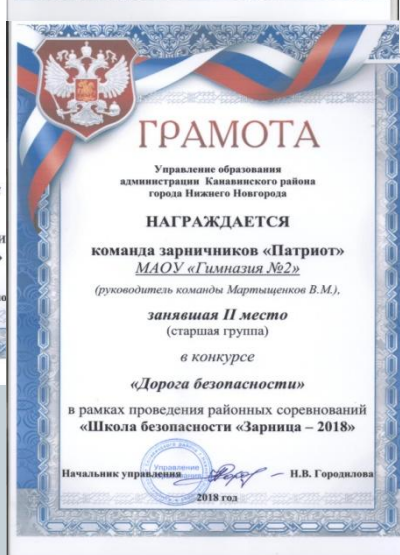 ГРАМОТА
Управление образования
администрации Канавинского района
города Нижнего Новгорода
НАГРАЖДАЕТСЯ
команда зарничников «Патриот»
МАОУ «Гимназия №2»
(руководитель команды Мартыщенков В.М.),
занявшая II место
(старшая группа)
в конкурсе
«Дорога безопасности»
в рамках проведения районных соревнований
«Школа безопасности «Зарница – 2018»
Начальник управления – Н.В. Городилова
Управление
2018 год